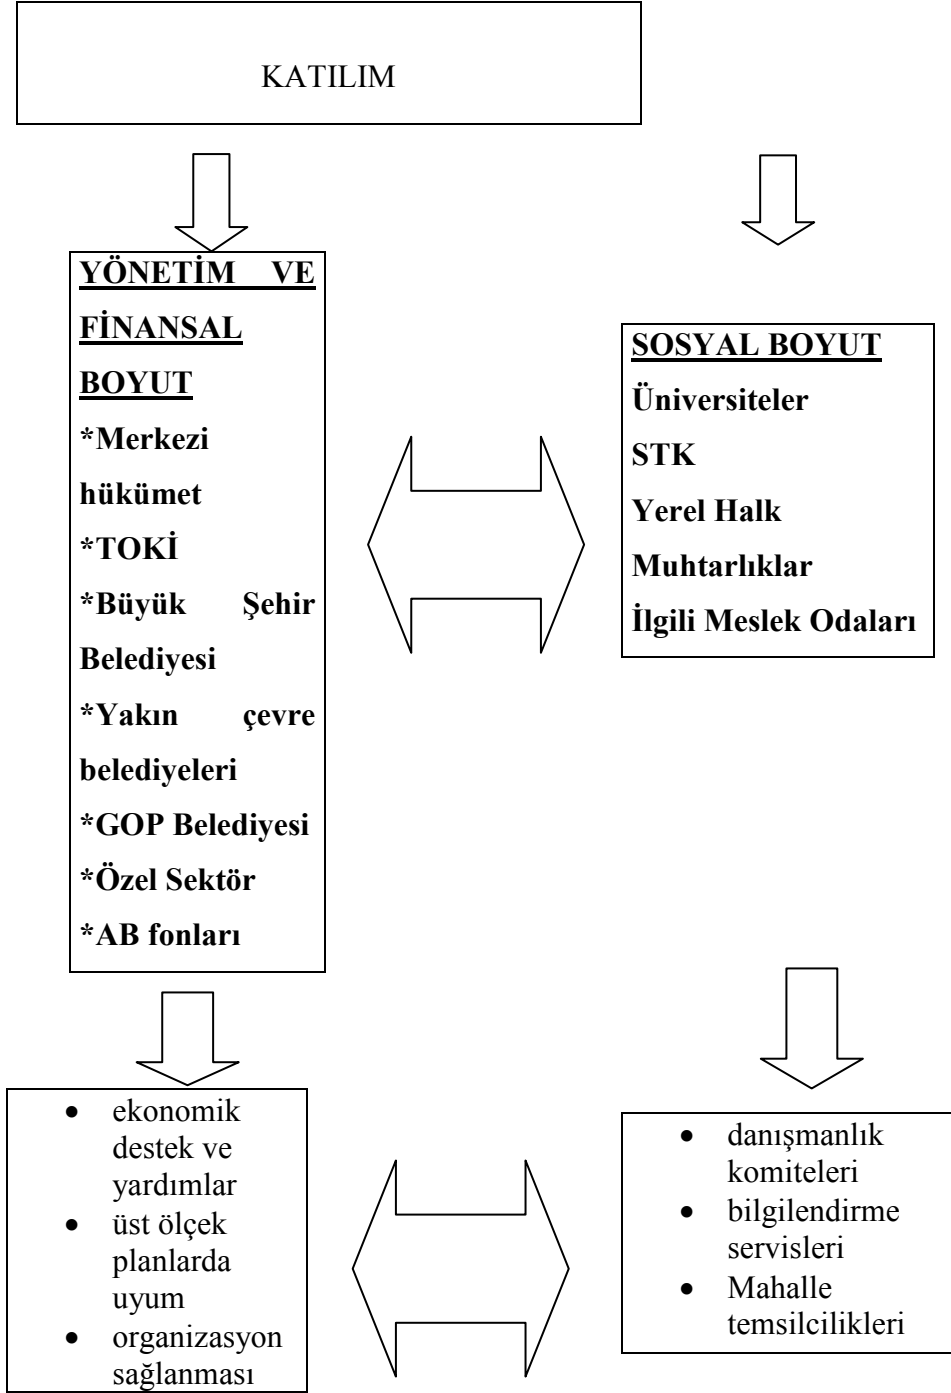 KATILIM
YÖNETİM VE
FİNANSAL
BOYUT
*Merkezi
hükümet
*TOKİ
*Büyük Şehir
Belediyesi
*Yakın çevre
belediyeleri
*GOP Belediyesi
*Özel Sektör
*AB fonları
SOSYAL BOYUT
Üniversiteler
STK
Yerel Halk
Muhtarlıklar
İlgili Meslek Odaları
• ekonomik
destek ve
yardımlar
• üst ölçek
planlarda
uyum
• organizasyon
sağlanması
• danışmanlık
komiteleri
• bilgilendirme
servisleri
• Mahalle
temsilcilikleri